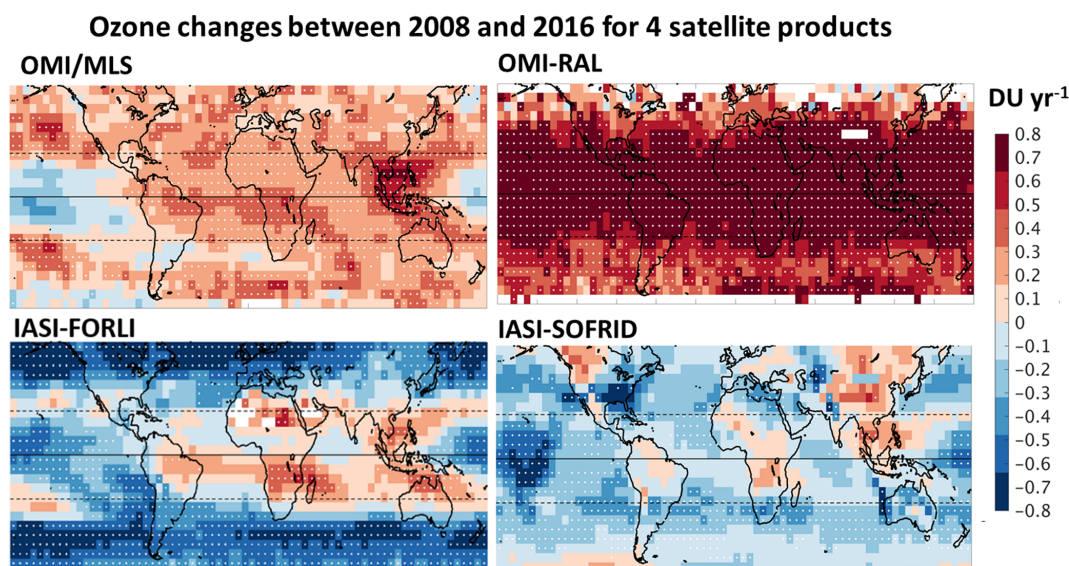 Ozone changes between 2008 and 2016 for 4 satellite products
OMI/MLS
OMI-RAL
DU yr⁻¹
0.8
0.7
0.6
0.5
0.4
0.3
0.2
0.1
0
−0.1
−0.2
−0.3
−0.4
−0.5
−0.6
−0.7
−0.8
IASI-FORLI
IASI-SOFRID